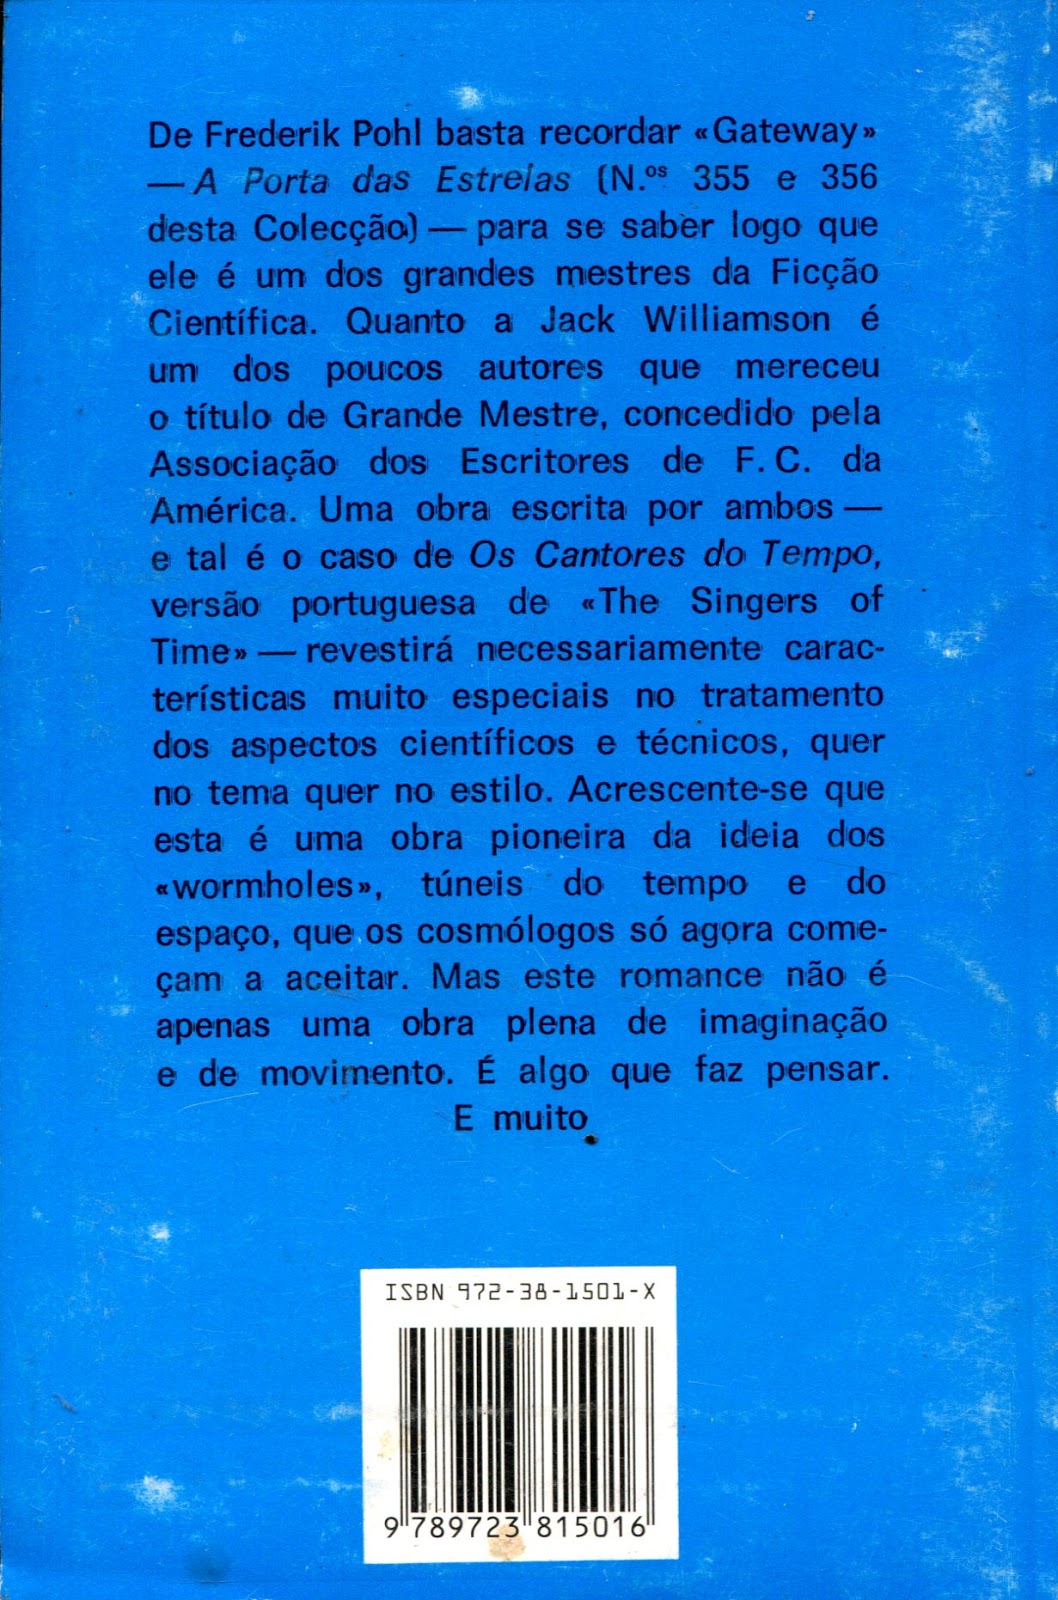 De Frederik Pohl basta recordar «Gateway»
— A Porta das Estrelas (N.ºs 355 e 356
desta Colecção) — para se saber logo que
ele é um dos grandes mestres da Ficção
Científica. Quanto a Jack Williamson é
um dos poucos autores que mereceu
o título de Grande Mestre, concedido pela
Associação dos Escritores de F. C. da
América. Uma obra escrita por ambos —
e tal é o caso de Os Cantores do Tempo,
versão portuguesa de «The Singers of
Time» — revestirá necessariamente carac-
terísticas muito especiais no tratamento
dos aspectos científicos e técnicos, quer
no tema quer no estilo. Acrescente-se que
esta é uma obra pioneira da ideia dos
«wormholes», túneis do tempo e do
espaço, que os cosmólogos só agora come-
çam a aceitar. Mas este romance não é
apenas uma obra plena de imaginação
e de movimento. É algo que faz pensar.
E muito.
ISBN 972-38-1501-X
9 789723 815016